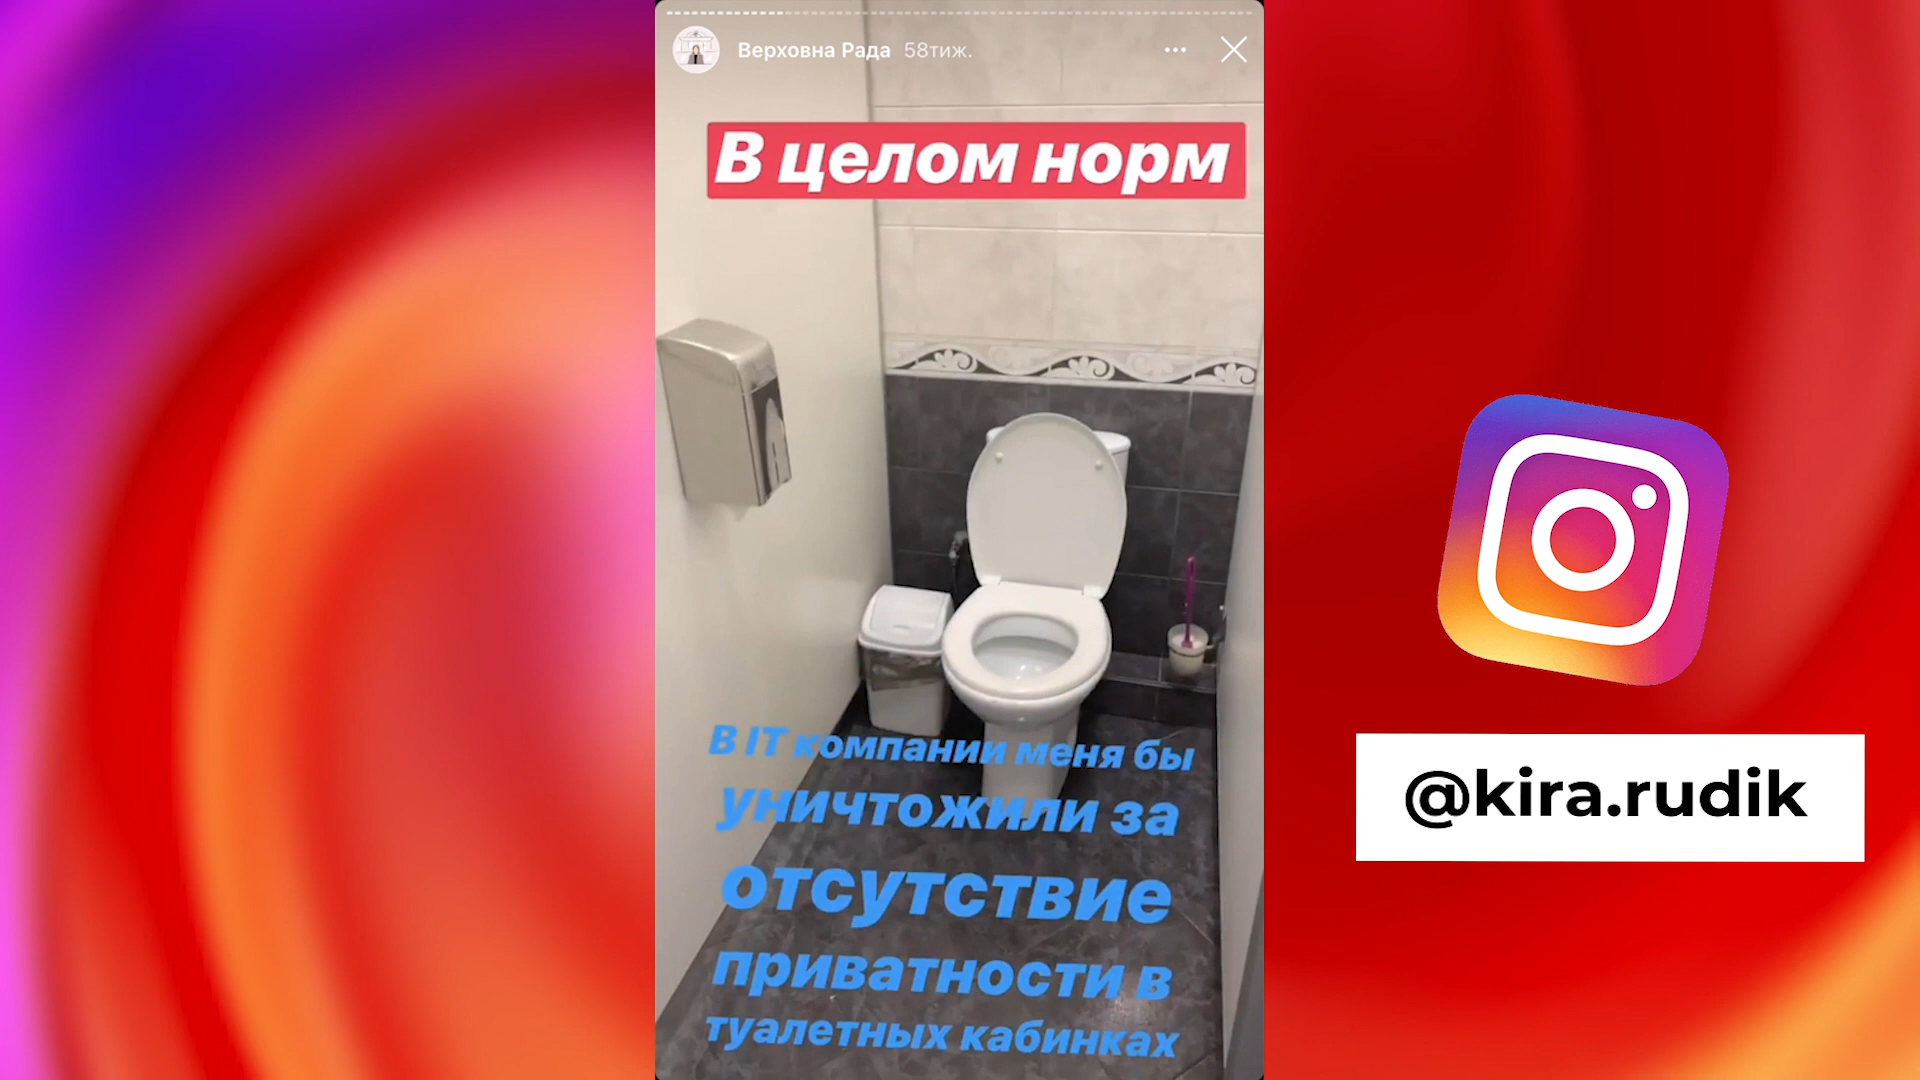 Верховна Рада 58тиж.
В целом норм
В IT компании меня бы
уничтожили за
отсутствие
приватности в
туалетных кабинках
@kira.rudik